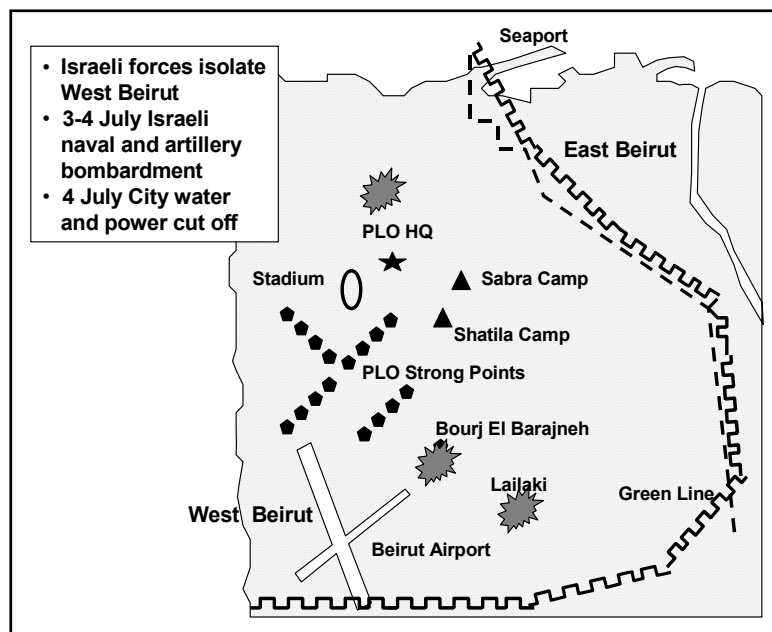 Seaport
• Israeli forces isolate
West Beirut
• 3-4 July Israeli
naval and artillery
bombardment
• 4 July City water
and power cut off
East Beirut
PLO HQ
Stadium
Sabra Camp
Shatila Camp
PLO Strong Points
Bourj El Barajneh
Lailaki
Green Line
West Beirut
Beirut Airport